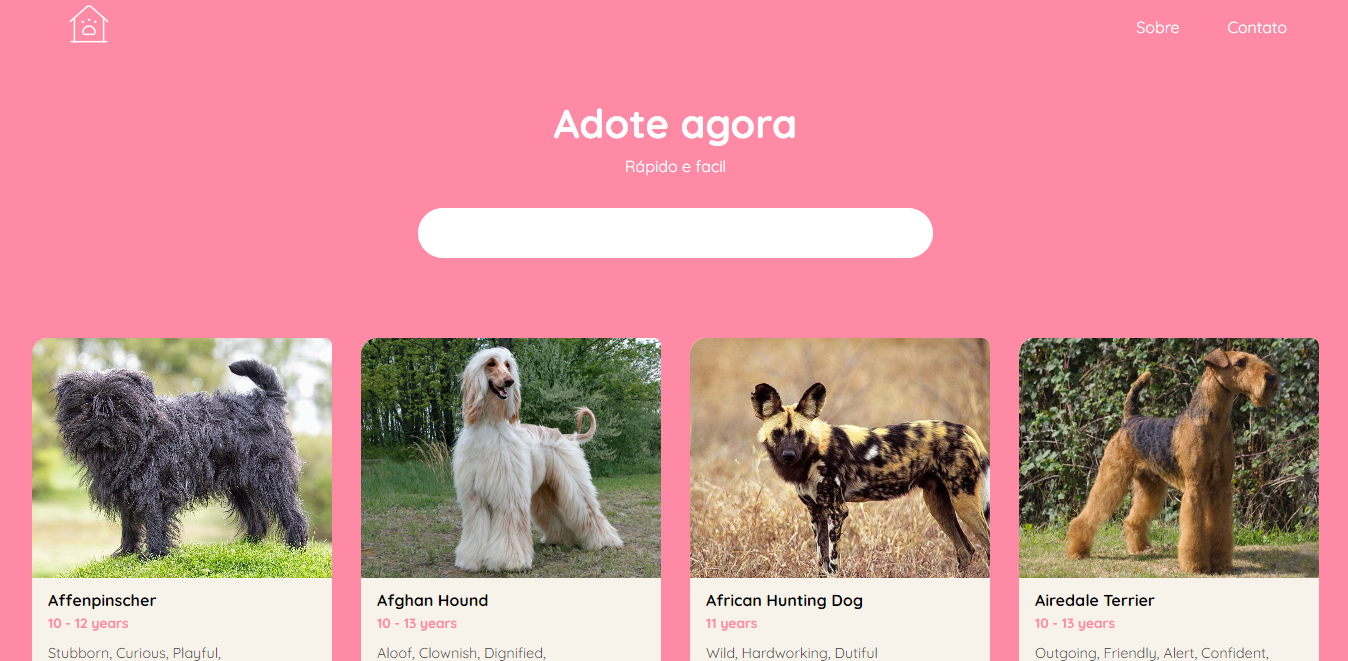 Sobre Contato
Adote agora
Rápido e facil
Affenpinscher
10 - 12 years
Stubborn, Curious, Playful,
Afghan Hound
10 - 13 years
Aloof, Clownish, Dignified,
African Hunting Dog
11 years
Wild, Hardworking, Dutiful
Airedale Terrier
10 - 13 years
Outgoing, Friendly, Alert, Confident,